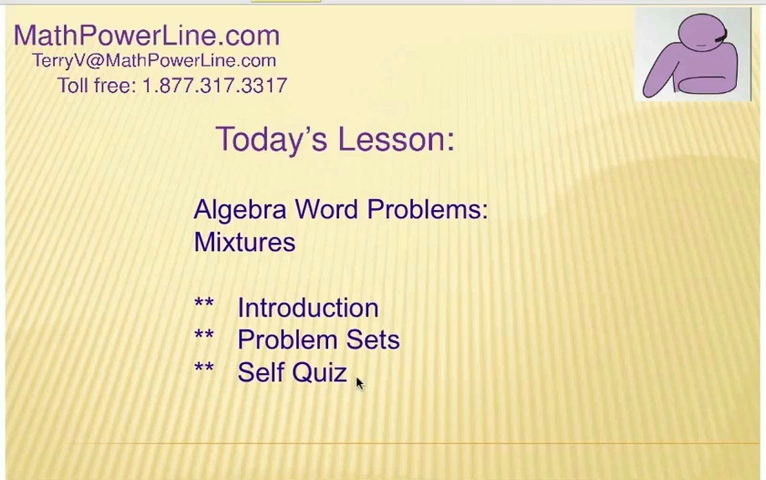 MathPowerLine.com
TerryV@MathPowerLine.com
Toll free: 1.877.317.3317
Today's Lesson:
Algebra Word Problems:
Mixtures
** Introduction
** Problem Sets
** Self Quiz